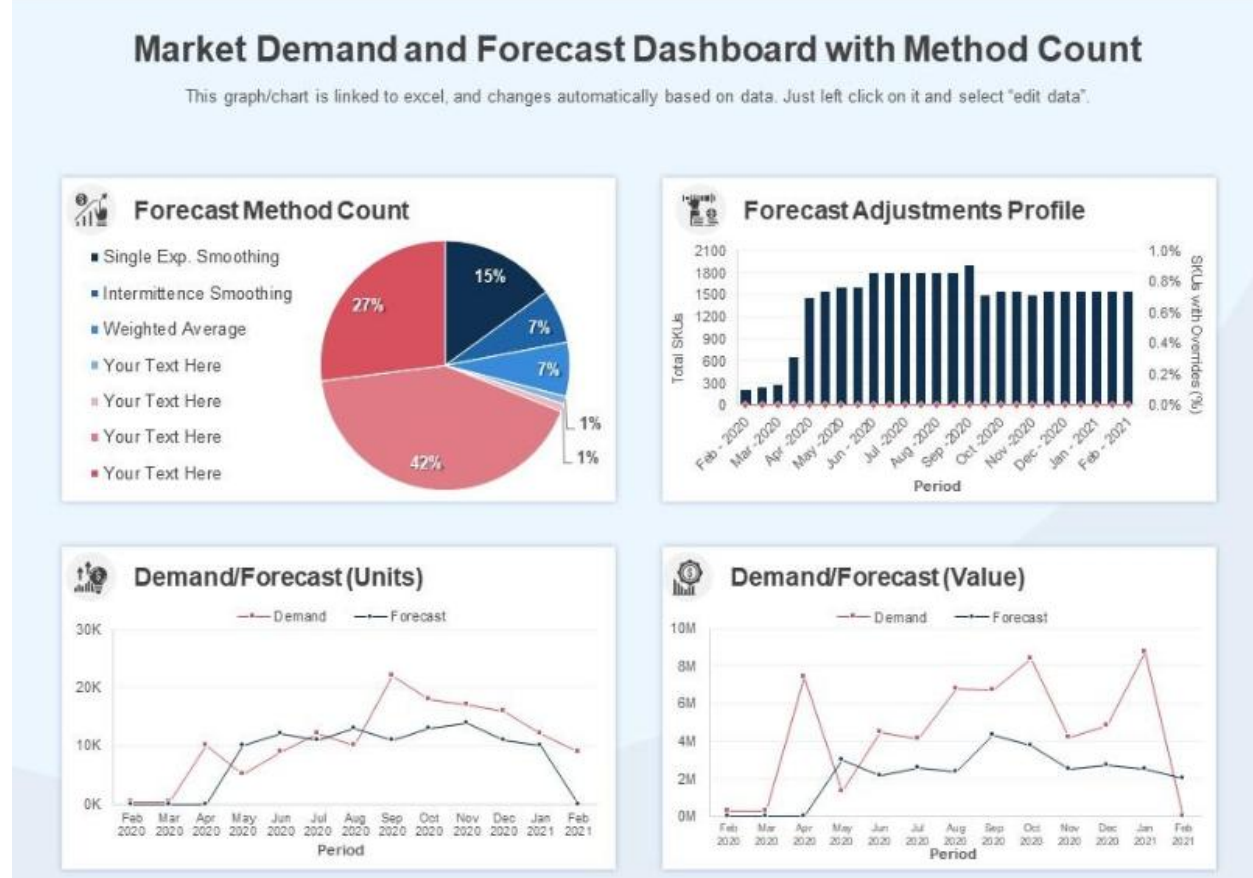 Market Demand and Forecast Dashboard with Method Count
This graph/chart is linked to excel, and changes automatically based on data. Just left click on it and select "edit data".
Forecast Method Count
Single Exp. Smoothing
Intermittence Smoothing
Weighted Average
Your Text Here
Your Text Here
Your Text Here
Your Text Here
15%
7%
7%
1%
1%
42%
27%
Forecast Adjustments Profile
Total SKUs
2100
1800
1500
1200
900
600
300
0
1.0%
0.8%
0.6%
0.4%
0.2%
0.0%
SKUs with Overrides (%)
Feb - 2020
Mar -2020
Apr -2020
May -2020
Jun -2020
Jul -2020
Aug -2020
Sep -2020
Oct -2020
Nov -2020
Dec -2020
Jan - 2021
Feb - 2021
Period
Demand/Forecast (Units)
Demand Forecast
30K
20K
10K
0K
Feb Mar Apr May Jun Jul Aug Sep Oct Nov Dec Jan Feb
2020 2020 2020 2020 2020 2020 2020 2020 2020 2020 2020 2021 2021
Period
Demand/Forecast (Value)
Demand Forecast
10M
8M
6M
4M
2M
0M
Feb Mar Apr May Jun Jul Aug Sep Oct Nov Dec Jan Feb
2020 2020 2020 2020 2020 2020 2020 2020 2020 2020 2020 2021 2021
Period